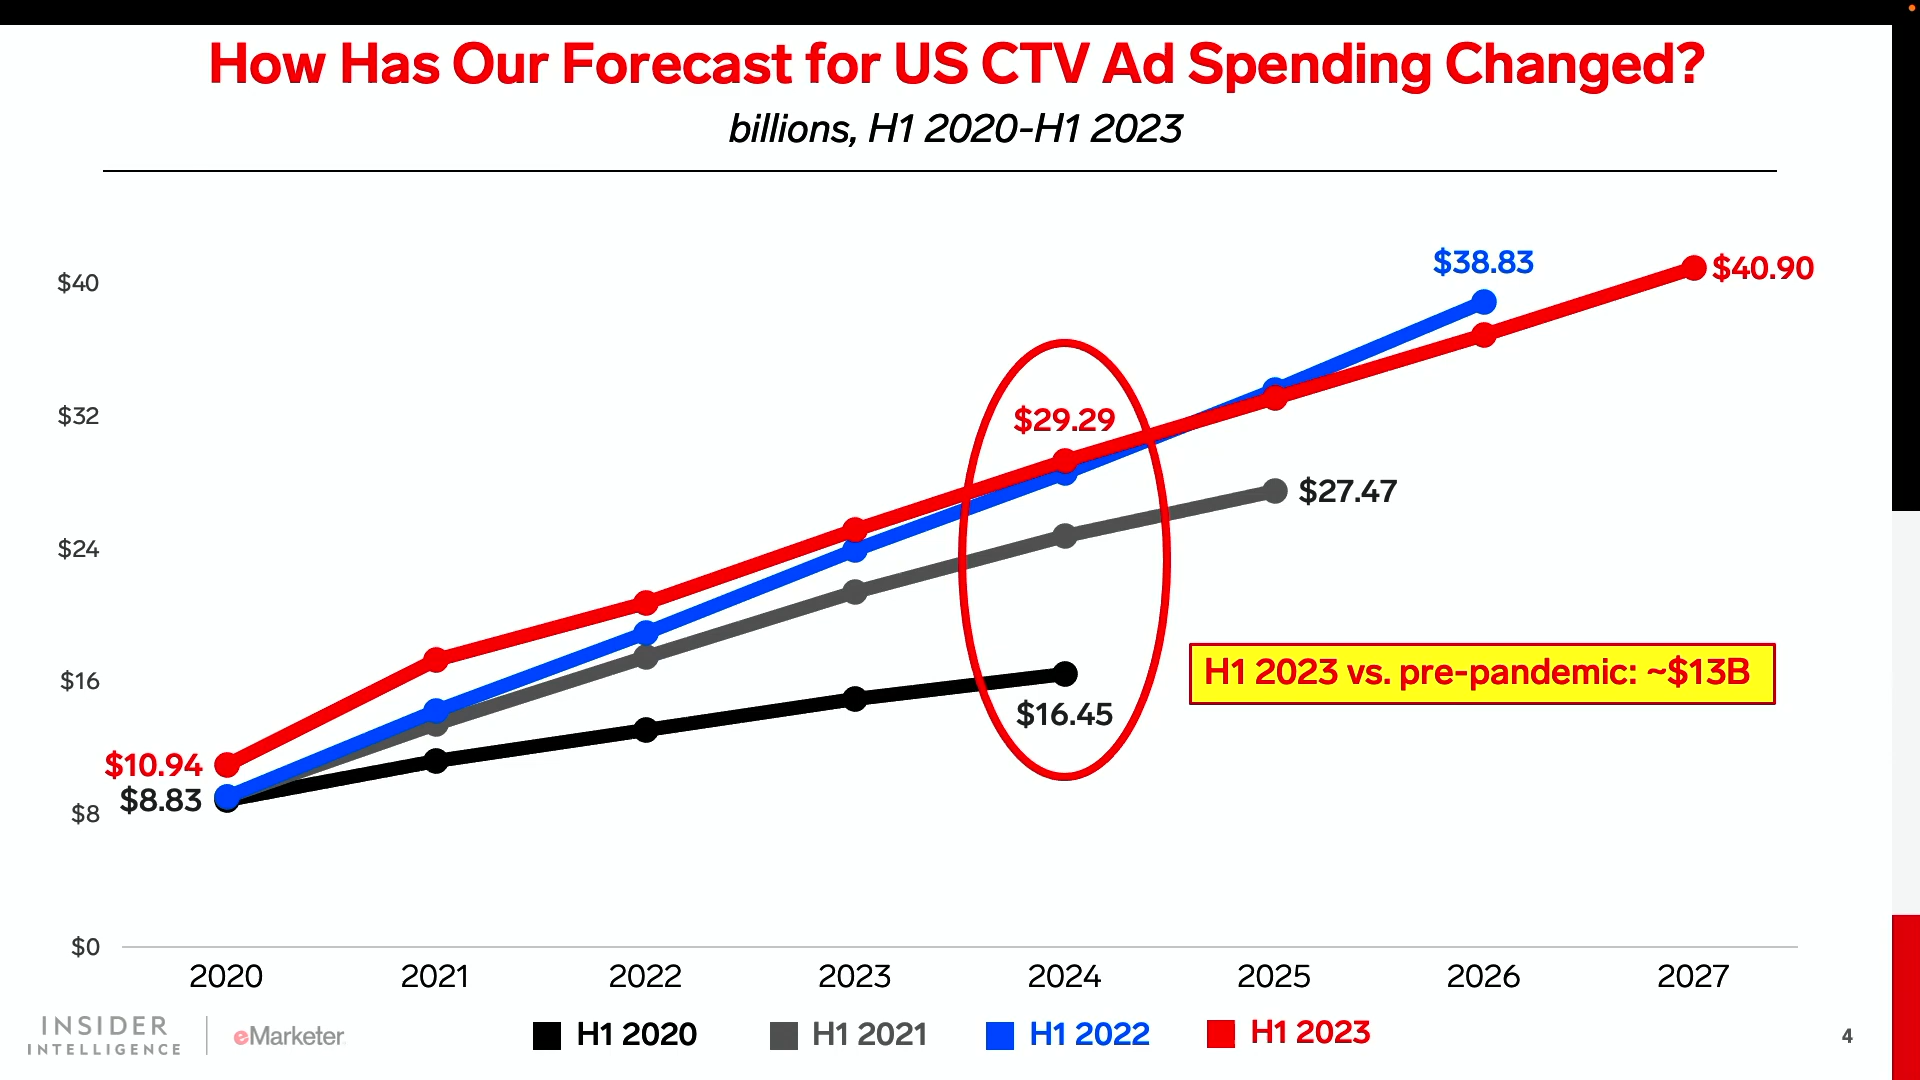 How Has Our Forecast for US CTV Ad Spending Changed?
billions, H1 2020-H1 2023
$40
$32
$24
$16
$8
$0
$38.83
$40.90
$29.29
$27.47
H1 2023 vs. pre-pandemic: ~$13B
$16.45
$10.94
$8.83
2020 2021 2022 2023 2024 2025 2026 2027
H1 2020 H1 2021 H1 2022 H1 2023
INSIDER
INTELLIGENCE
eMarketer
4